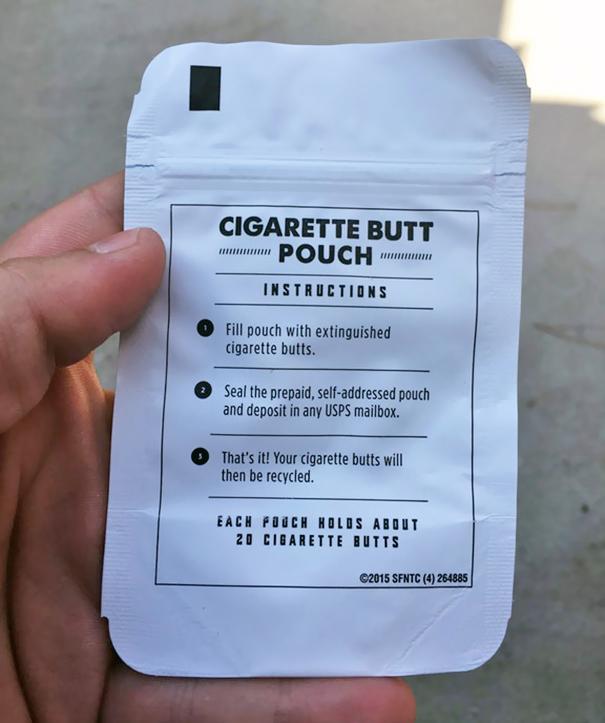 CIGARETTE BUTT
POUCH
INSTRUCTIONS
1 Fill pouch with extinguished
cigarette butts.
2 Seal the prepaid, self-addressed pouch
and deposit in any USPS mailbox.
3 That's it! Your cigarette butts will
then be recycled.
EACH POUCH HOLDS ABOUT
20 CIGARETTE BUTTS
©2015 SFNTC (4) 264885